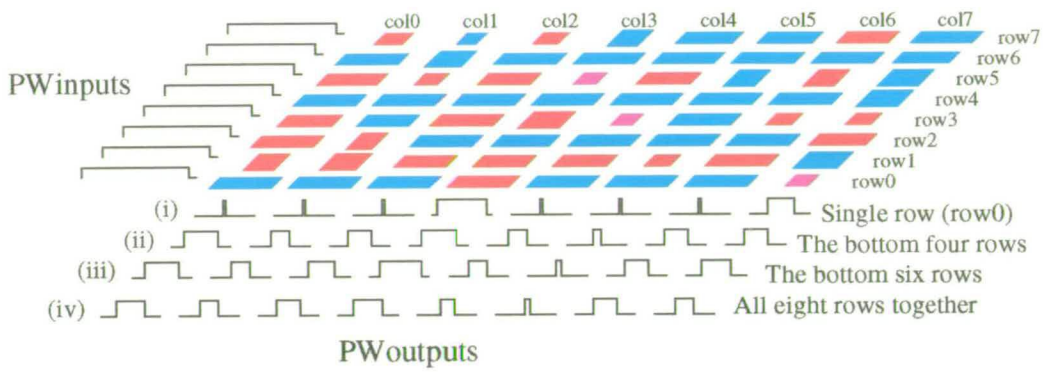 col0 col1 col2 col3 col4 col5 col6 col7
row7
row6
row5
row4
row3
row2
row1
row0
PWinputs
(i) Single row (row0)
(ii) The bottom four rows
(iii) The bottom six rows
(iv) All eight rows together
PWoutputs